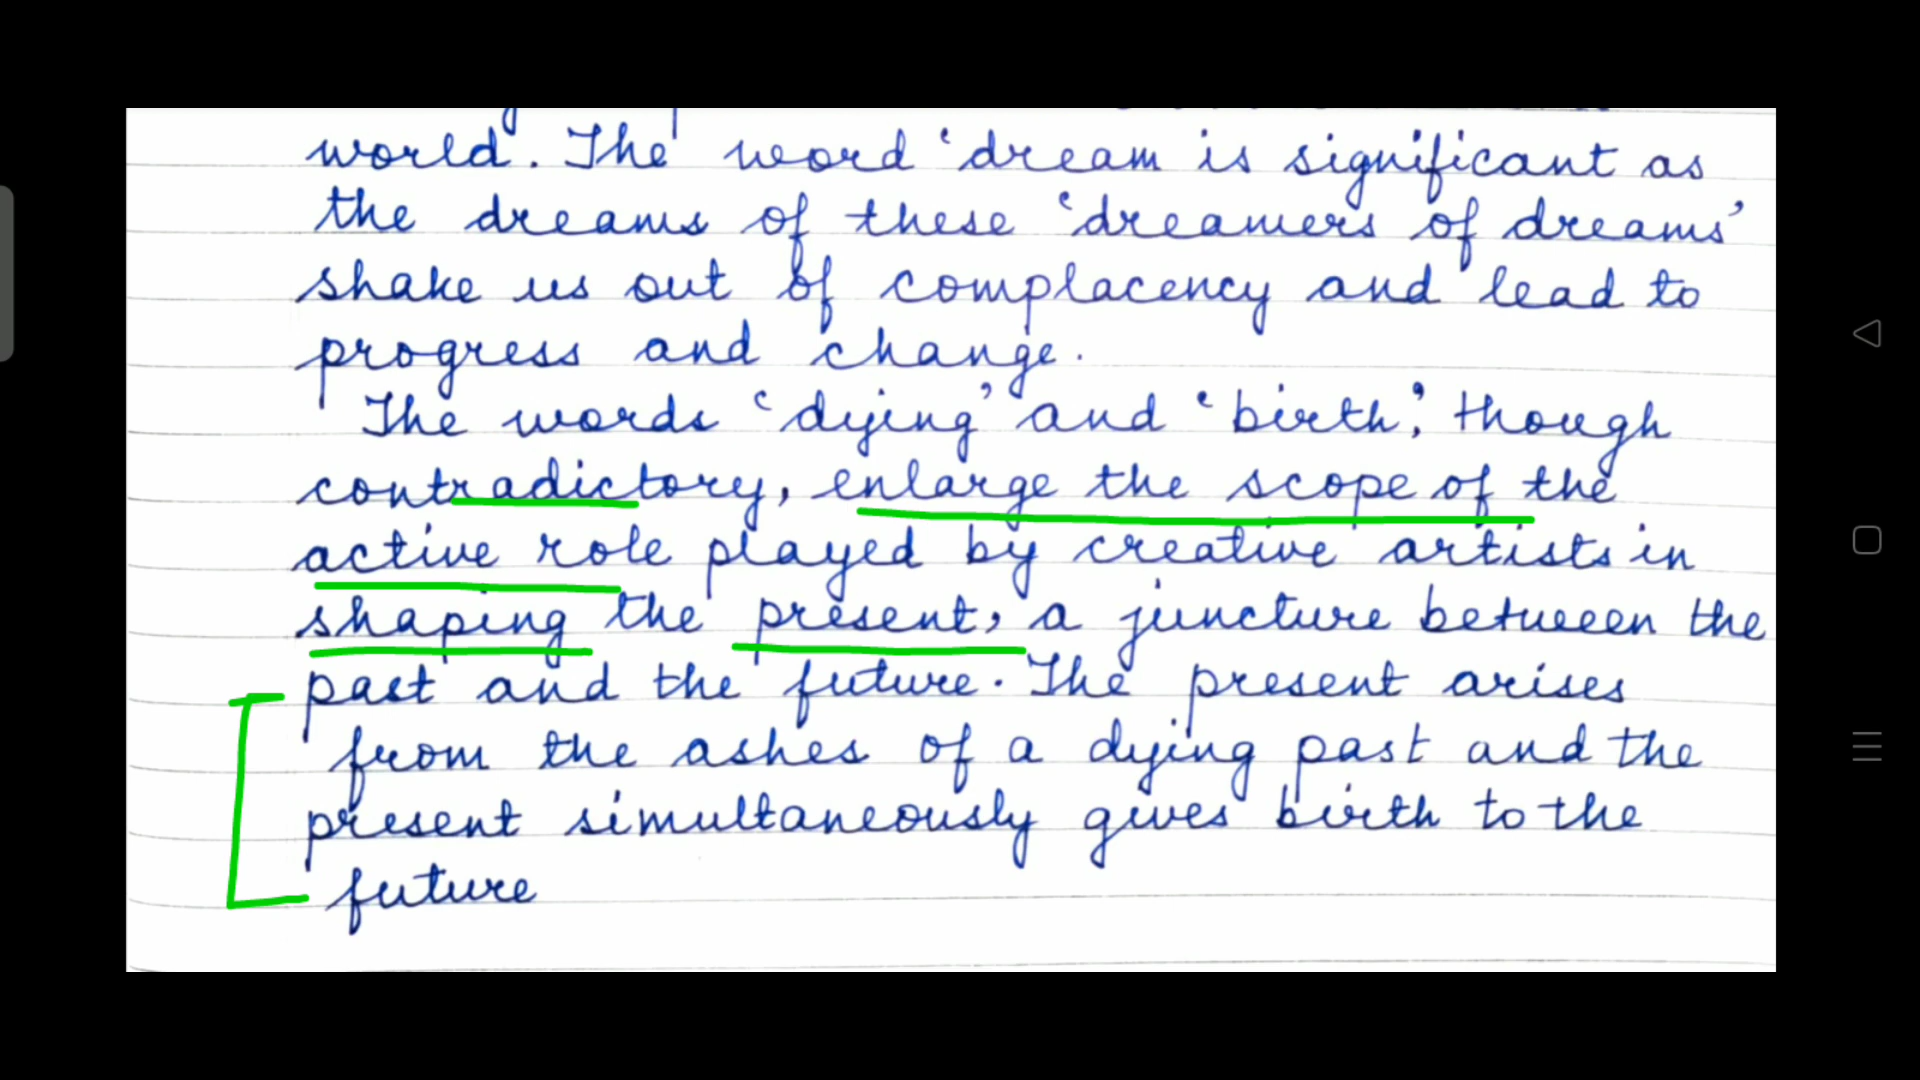 world. The word 'dream is significant as
the dreams of these 'dreamers of dreams'
shake us out of complacency and lead to
progress and change.
The words 'dying' and 'birth', though
contradictory, enlarge the scope of the
active role played by creative artists in
shaping the present, a juncture between the
past and the future. The present arises
from the ashes of a dying past and the
present simultaneously gives birth to the
future